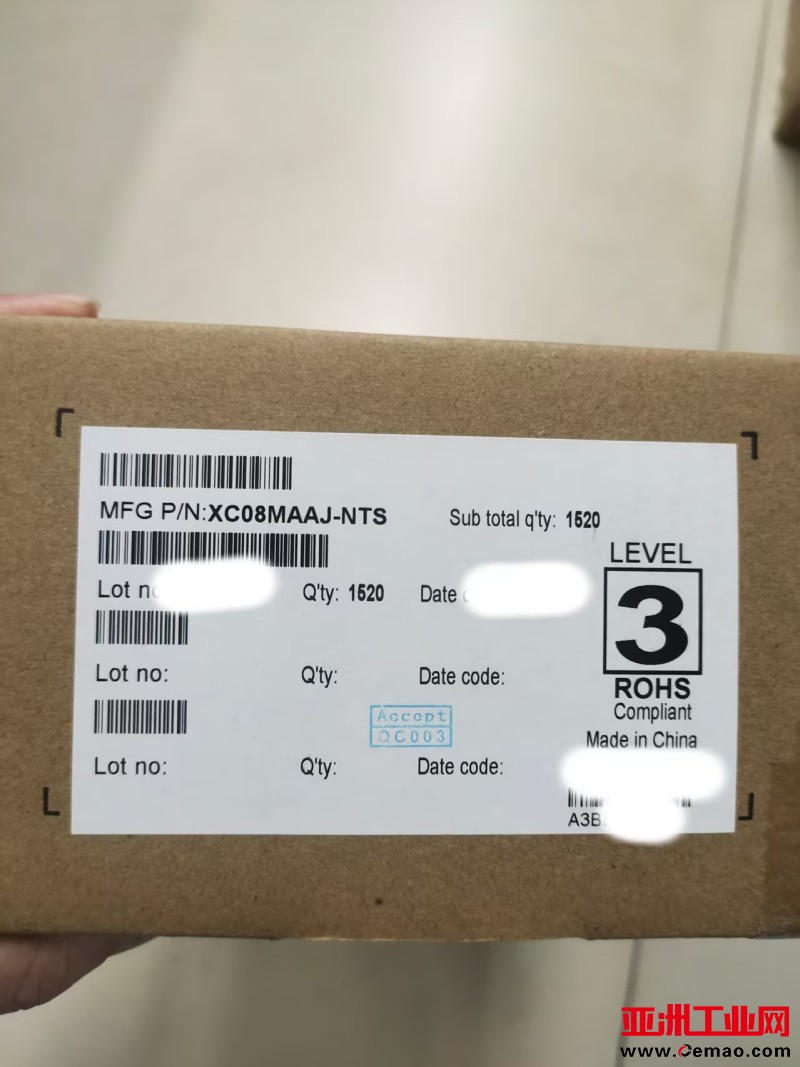 MFG P/N:XC08MAAJ-NTS
Sub total q'ty: 1520
LEVEL
3
ROHS
Compliant
Made in China
Lot
Q'ty: 1520
Date
Lot no:
Q'ty:
Date code:
Accept
QC003
Lot no:
Q'ty:
Date code:
亚洲工业网
www.Cemao.com